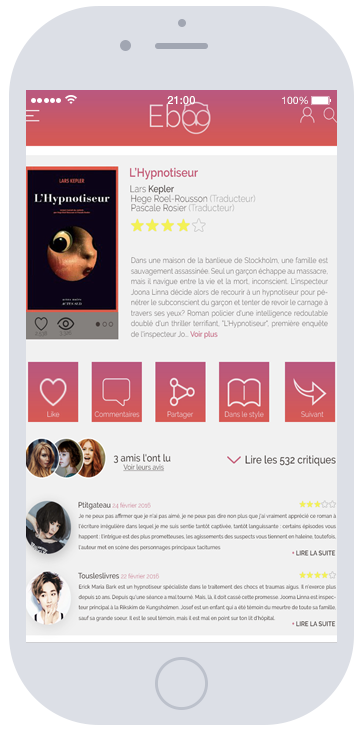 21:00
100%
Eboo
LARS KEPLER
L'Hypnotiseur
L'Hypnotiseur
Lars Kepler
Hege Roel-Rousson (Traducteur)
Pascale Rosier (Traducteur)
Dans une maison de la banlieue de Stockholm, une famille est
sauvagement assassinée. Seul un garçon échappe au massacre,
mais il navigue entre la vie et la mort, inconscient. L'inspecteur
Joona Linna décide alors de recourir à un hypnotiseur pour pé-
nétrer le subconscient du garçon et tenter de revoir le carnage à
travers ses yeux? Roman policier d'une intelligence redoutable
doublé d'un thriller terrifiant, "L'Hypnotiseur", première enquête
de l'inspecteur Jo... Voir plus
Like
Commentaires
Partager
Dans le style
Suivant
3 amis l'ont lu
Voir leurs avis
Lire les 532 critiques
Ptitgateau 24 février 2016
Je ne peux pas affirmer que je n'ai pas aimé, je ne peux pas dire non plus que j'ai vraiment apprécié ce roman à
l'écriture irrégulière dans lequel je me suis sentie tantôt captivée, tantôt languissante : certains épisodes vous
happent, l'intrigue est des plus prometteuses, les agissements des suspects vous tiennent en haleine, toutefois,
l'auteur met en scène des personnages principaux taciturnes
+ LIRE LA SUITE
Tousleslivres 22 février 2016
Erick Maria Bark est un hypnotiseur spécialiste dans le traitement des chocs et traumas aigus. Il n'exerce plus
depuis 10 ans. Depuis qu'une séance a mal tourné. Mais, là, il doit cassé cette promesse. Joona Linna est inspec-
teur principal à la Rikskrim de Kungsholmen. Josef est un enfant qui a été témoin du meurtre de toute sa famille,
sauf sa grande soeur. Il est le seul témoin, mais il est mal en point sur ton lit d'hôpital.
+ LIRE LA SUITE